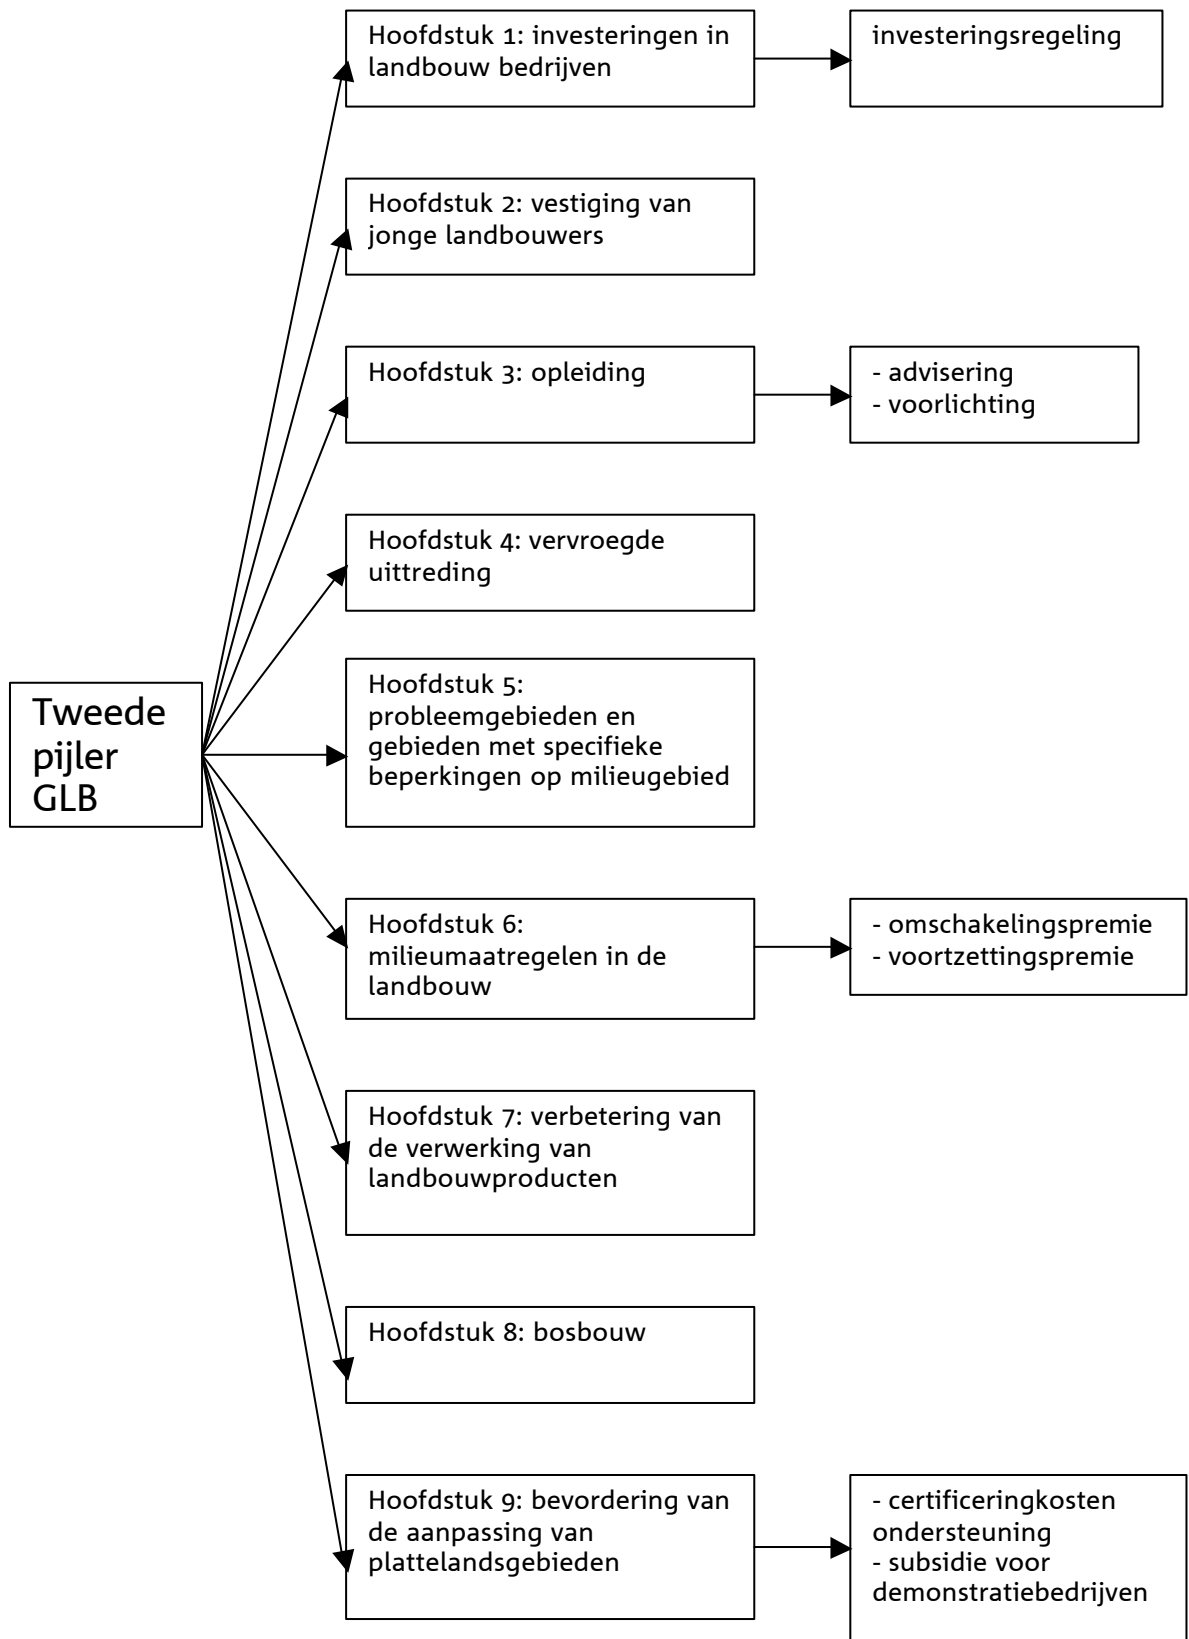 Hoofdstuk 1: investeringen in
landbouw bedrijven
investeringsregeling
Hoofdstuk 2: vestiging van
jonge landbouwers
Hoofdstuk 3: opleiding
- advisering
- voorlichting
Hoofdstuk 4: vervroegde
uittreding
Tweede
pijler
GLB
Hoofdstuk 5:
probleemgebieden en
gebieden met specifieke
beperkingen op milieugebied
Hoofdstuk 6:
milieumaatregelen in de
landbouw
- omschakelingspremie
- voortzettingspremie
Hoofdstuk 7: verbetering van
de verwerking van
landbouwproducten
Hoofdstuk 8: bosbouw
Hoofdstuk 9: bevordering van
de aanpassing van
plattelandsgebieden
- certificeringkosten
ondersteuning
- subsidie voor
demonstratiebedrijven